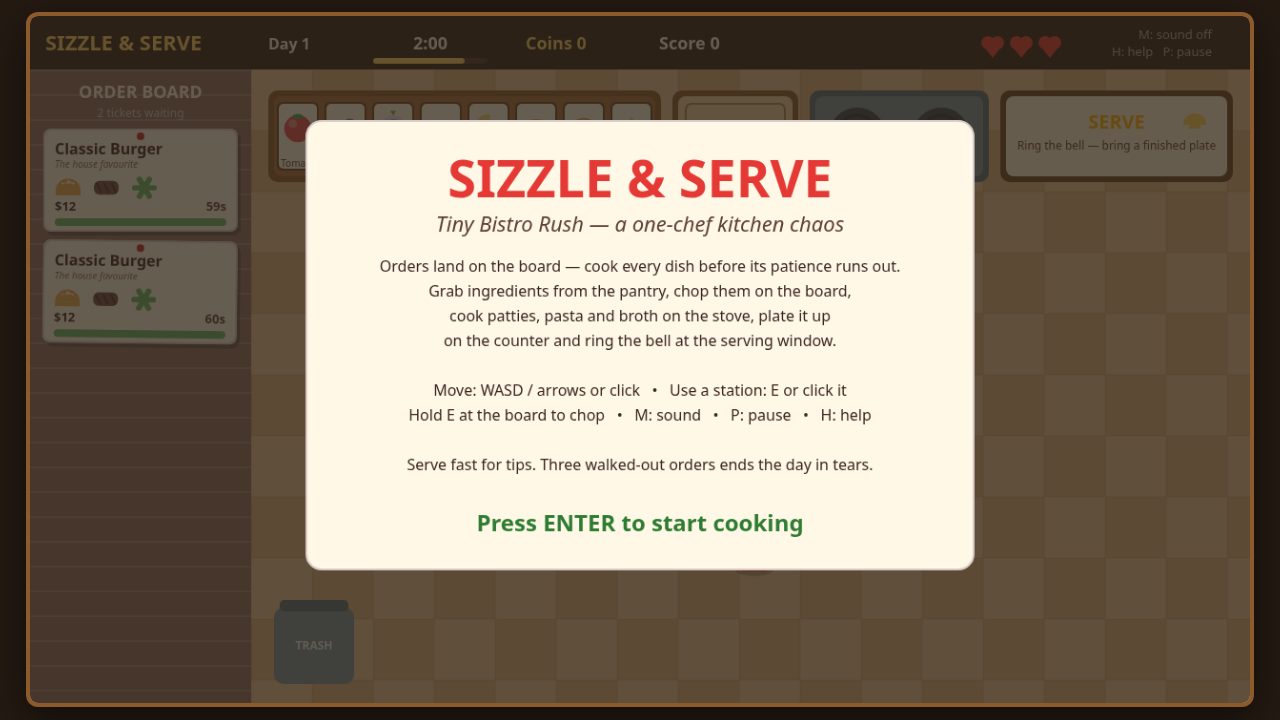 SIZZLE & SERVE
Day 1
2:00
Coins 0
Score 0
M: sound off
H: help P: pause
ORDER BOARD
2 tickets waiting
Classic Burger
The house favourite
$12
59s
Classic Burger
The house favourite
$12
60s
Toma
SERVE
Ring the bell — bring a finished plate
SIZZLE & SERVE
Tiny Bistro Rush — a one-chef kitchen chaos
Orders land on the board — cook every dish before its patience runs out.
Grab ingredients from the pantry, chop them on the board,
cook patties, pasta and broth on the stove, plate it up
on the counter and ring the bell at the serving window.
Move: WASD / arrows or click • Use a station: E or click it
Hold E at the board to chop • M: sound • P: pause • H: help
Serve fast for tips. Three walked-out orders ends the day in tears.
Press ENTER to start cooking
TRASH